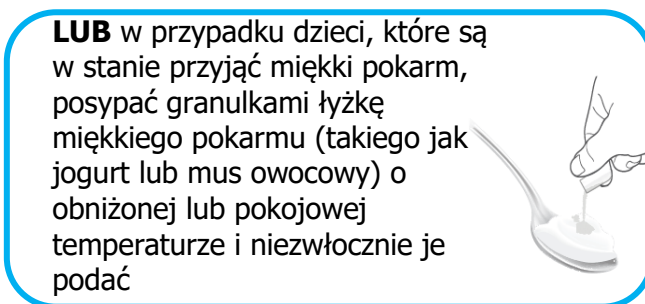 LUB w przypadku dzieci, które są
w stanie przyjąć miękki pokarm,
posypać granulkami łyżkę
miękkiego pokarmu (takiego jak
jogurt lub mus owocowy) o
obniżonej lub pokojowej
temperaturze i niezwłocznie je
podać